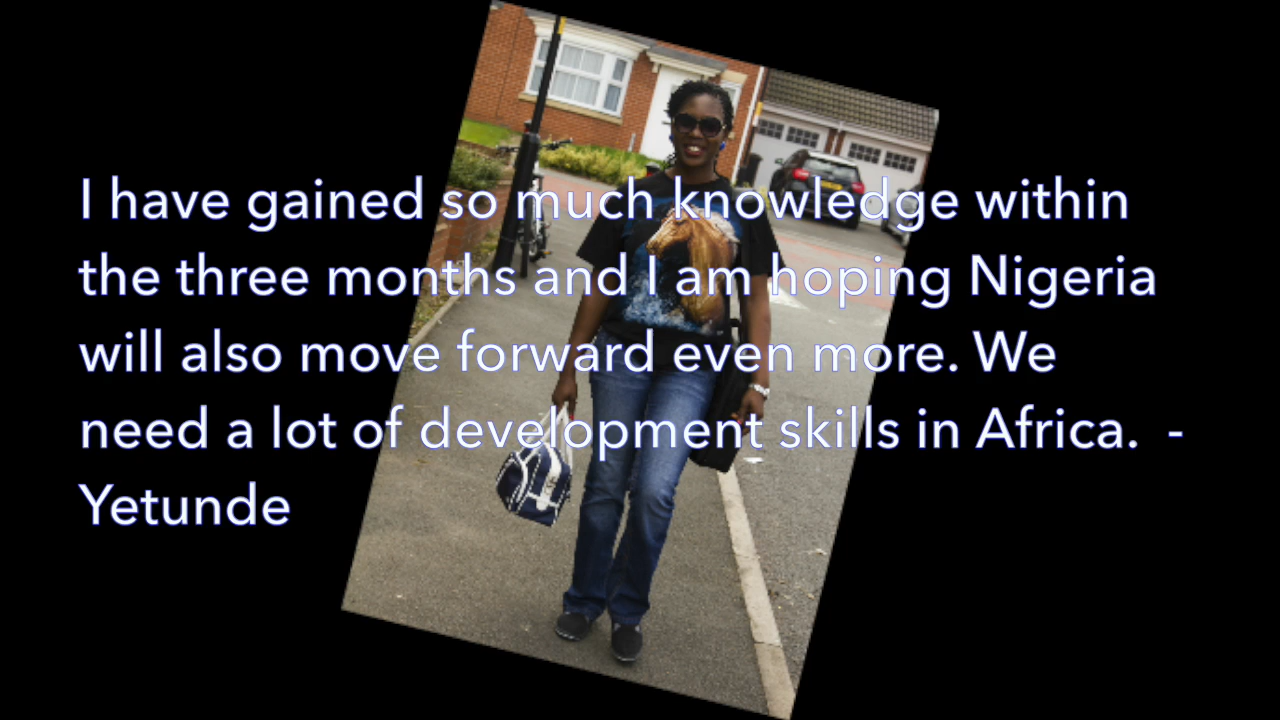 I have gained so much knowledge within
the three months and I am hoping Nigeria
will also move forward even more. We
need a lot of development skills in Africa.  -
Yetunde